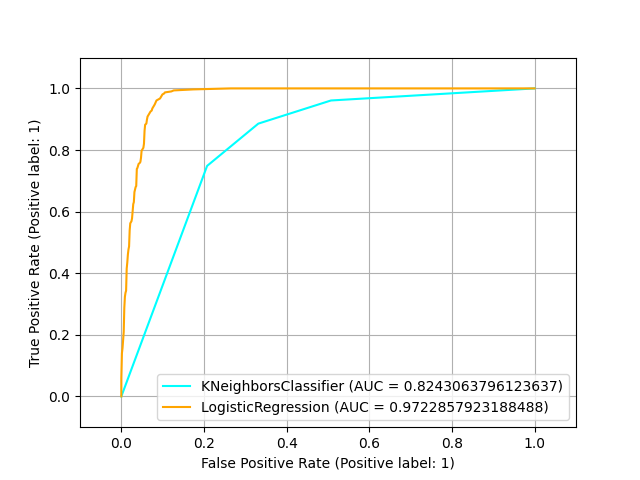 1.0
0.8
0.6
0.4
0.2
0.0
True Positive Rate (Positive label: 1)
KNeighborsClassifier (AUC = 0.8243063796123637)
LogisticRegression (AUC = 0.9722857923188488)
0.0 0.2 0.4 0.6 0.8 1.0
False Positive Rate (Positive label: 1)